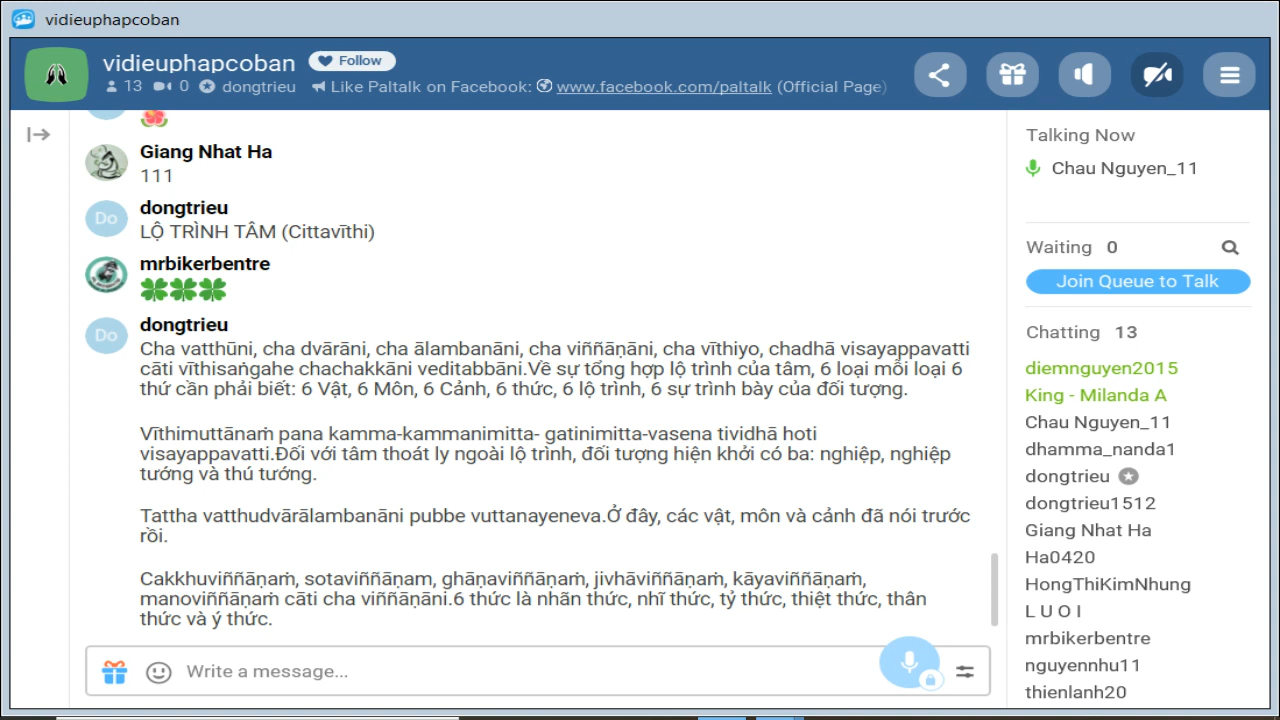 vidieuphapcoban
vidieuphapcoban Follow
13 0 dongtrieu Like Paltalk on Facebook: www.facebook.com/paltalk (Official Page)
Giang Nhat Ha
111
Do
dongtrieu
LỘ TRÌNH TÂM (Cittavīthi)
mrbikerbentre
Do
dongtrieu
Cha vatthūni, cha dvārāni, cha ālambanāni, cha viññāṇāni, cha vīthiyo, chadhā visayappavatti
cāti vīthisaṅgahe chachakkāni veditabbāni.Về sự tổng hợp lộ trình của tâm, 6 loại mỗi loại 6
thứ cần phải biết: 6 Vật, 6 Môn, 6 Cảnh, 6 thức, 6 lộ trình, 6 sự trình bày của đối tượng.
Vīthimuttānaṁ pana kamma-kammanimitta- gatinimitta-vasena tividhā hoti
visayappavatti.Đối với tâm thoát ly ngoài lộ trình, đối tượng hiện khởi có ba: nghiệp, nghiệp
tướng và thú tướng.
Tattha vatthudvārālambanāni pubbe vuttanayeneva.Ở đây, các vật, môn và cảnh đã nói trước
rồi.
Cakkhuviññāṇaṁ, sotaviññāṇam, ghāṇaviññāṇaṁ, jivhāviññāṇaṁ, kāyaviññāṇaṁ,
manoviññāṇaṁ cāti cha viññāṇāni.6 thức là nhãn thức, nhĩ thức, tỷ thức, thiệt thức, thân
thức và ý thức.
Write a message...
Talking Now
Chau Nguyen_11
Waiting 0
Join Queue to Talk
Chatting 13
diemnguyen2015
King - Milanda A
Chau Nguyen_11
dhamma_nanda1
dongtrieu
dongtrieu1512
Giang Nhat Ha
Ha0420
HongThiKimNhung
L U O I
mrbikerbentre
nguyennhu11
thienlanh20